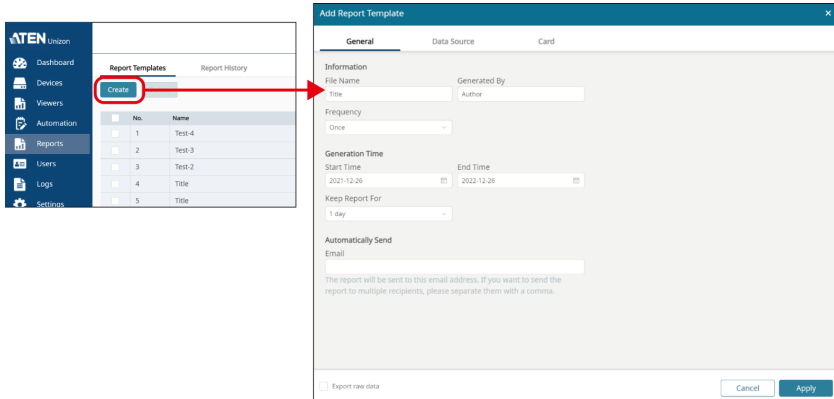 ATEN Unizon
Dashboard
Devices
Viewers
Automation
Reports
Users
Logs
Settings
Report Templates Report History
Create
No. Name
1 Test-4
2 Test-3
3 Test-2
4 Title
5 Title
Add Report Template ×
General Data Source Card
Information
File Name Generated By
Title Author
Frequency
Once
Generation Time
Start Time End Time
2021-12-26 2022-12-26
Keep Report For
1 day
Automatically Send
Email
The report will be sent to this email address. If you want to send the
report to multiple recipients, please separate them with a comma.
Export raw data
Cancel Apply